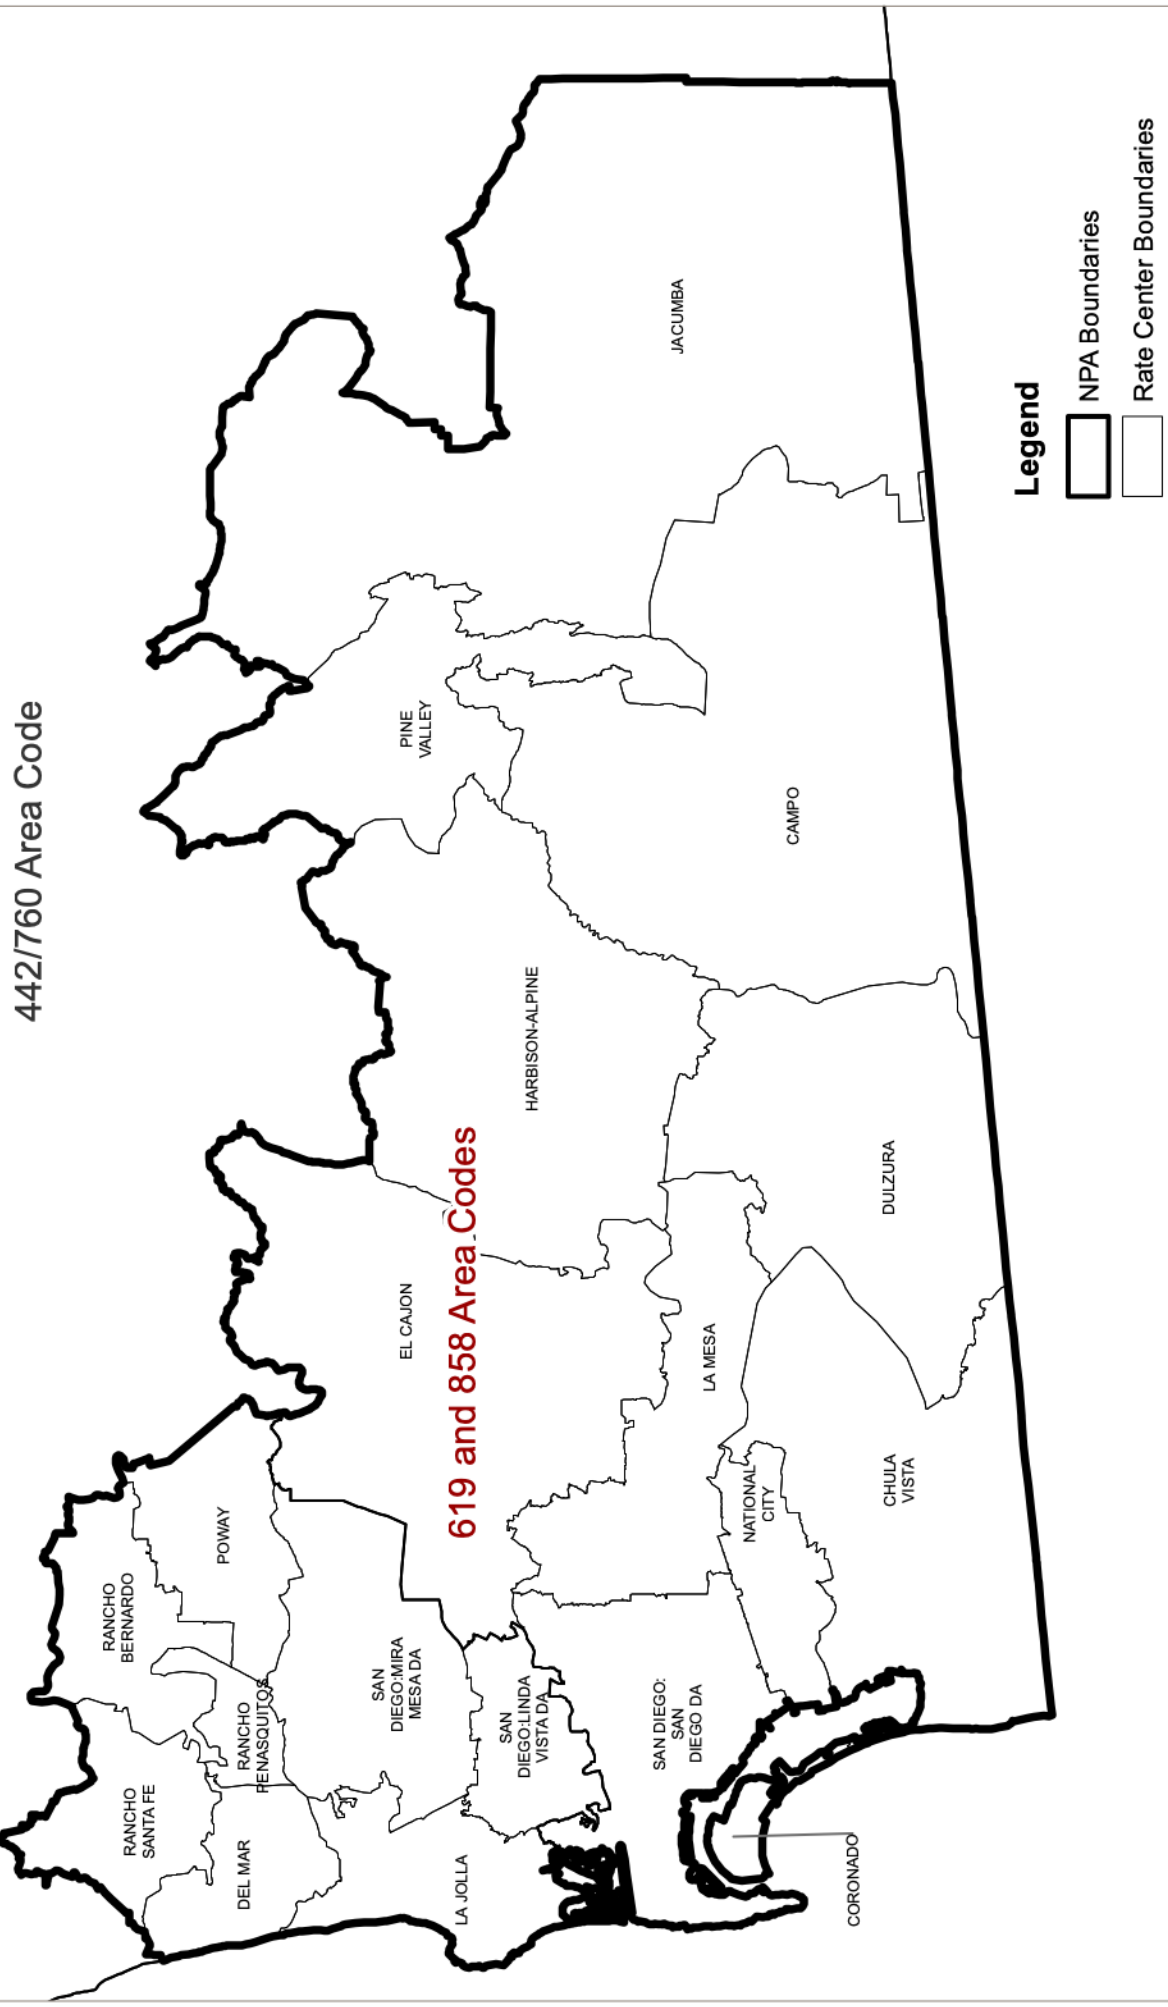 442/760 Area Code
RANCHO
BERNARDO
POWAY
RANCHO
SANTA FE
RANCHO
PENASQUITOS
DEL MAR
SAN
DIEGO:MIRA
MESA DA
LA JOLLA
SAN
DIEGO:LINDA
VISTA DA
EL CAJON
619 and 858 Area Codes
HARBISON-ALPINE
PINE
VALLEY
JACUMBA
SAN DIEGO:
SAN
DIEGO DA
LA MESA
NATIONAL
CITY
CAMPO
CORONADO
CHULA
VISTA
DULZURA
Legend
NPA Boundaries
Rate Center Boundaries